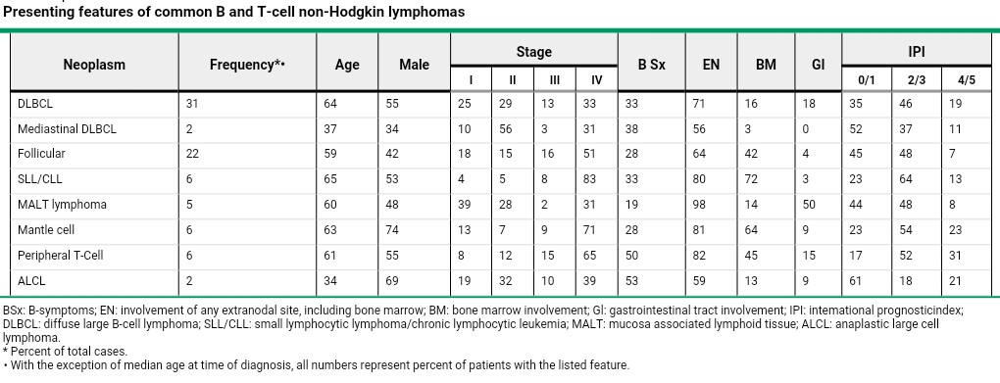 Presenting features of common B and T-cell non-Hodgkin lymphomas
Neoplasm Frequency*• Age Male Stage B Sx EN BM GI IPI
I II III IV 0/1 2/3 4/5
DLBCL 31 64 55 25 29 13 33 33 71 16 18 35 46 19
Mediastinal DLBCL 2 37 34 10 56 3 31 38 56 3 0 52 37 11
Follicular 22 59 42 18 15 16 51 28 64 42 4 45 48 7
SLL/CLL 6 65 53 4 5 8 83 33 80 72 3 23 64 13
MALT lymphoma 5 60 48 39 28 2 31 19 98 14 50 44 48 8
Mantle cell 6 63 74 13 7 9 71 28 81 64 9 23 54 23
Peripheral T-Cell 6 61 55 8 12 15 65 50 82 45 15 17 52 31
ALCL 2 34 69 19 32 10 39 53 59 13 9 61 18 21
BSx: B-symptoms; EN: involvement of any extranodal site, including bone marrow; BM: bone marrow involvement; GI: gastrointestinal tract involvement; IPI: intemational prognosticindex;
DLBCL: diffuse large B-cell lymphoma; SLL/CLL: small lymphocytic lymphoma/chronic lymphocytic leukemia; MALT: mucosa associated lymphoid tissue; ALCL: anaplastic large cell
lymphoma.
* Percent of total cases.
• With the exception of median age at time of diagnosis, all numbers represent percent of patients with the listed feature.